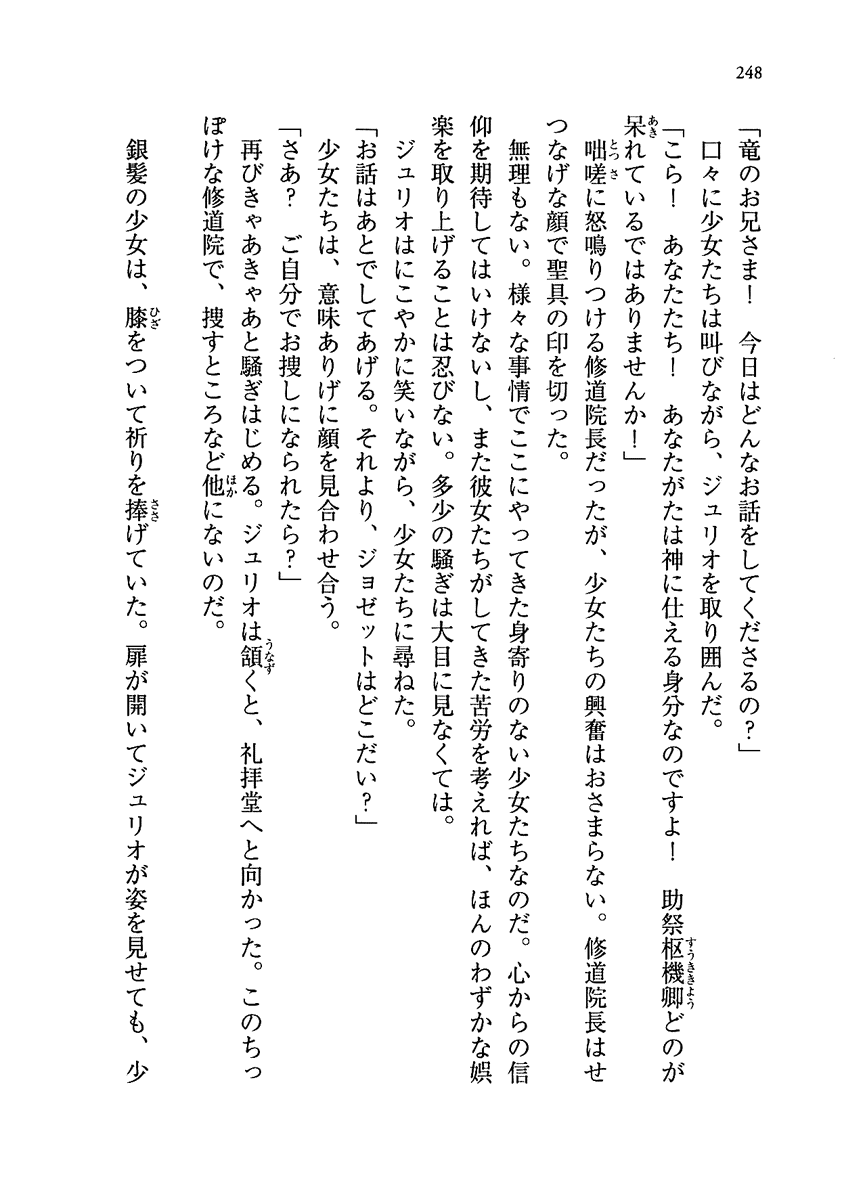 248
「竜のお兄さま！　今日はどんなお話をしてくださるの？」
　口々に少女たちは叫びながら、ジュリオを取り囲んだ。
「こら！　あなたたち！　あなたがたは神に仕える身分なのですよ！　助祭枢機卿どのが
呆れているではありませんか！」
　咄嗟に怒鳴りつける修道院長だったが、少女たちの興奮はおさまらない。修道院長はせ
つなげな顔で聖具の印を切った。
　無理もない。様々な事情でここにやってきた身寄りのない少女たちなのだ。心からの信
仰を期待してはいけないし、また彼女たちがしてきた苦労を考えれば、ほんのわずかな娯
楽を取り上げることは忍びない。多少の騒ぎは大目に見なくては。
　ジュリオはにこやかに笑いながら、少女たちに尋ねた。
「お話はあとでしてあげる。それより、ジョゼットはどこだい？」
　少女たちは、意味ありげに顔を見合わせ合う。
「さあ？　ご自分でお捜しになられたら？」
　再びきゃあきゃあと騒ぎはじめる。ジュリオは頷くと、礼拝堂へと向かった。このちっ
ぽけな修道院で、捜すところなど他にないのだ。
　銀髪の少女は、膝をついて祈りを捧げていた。扉が開いてジュリオが姿を見せても、少